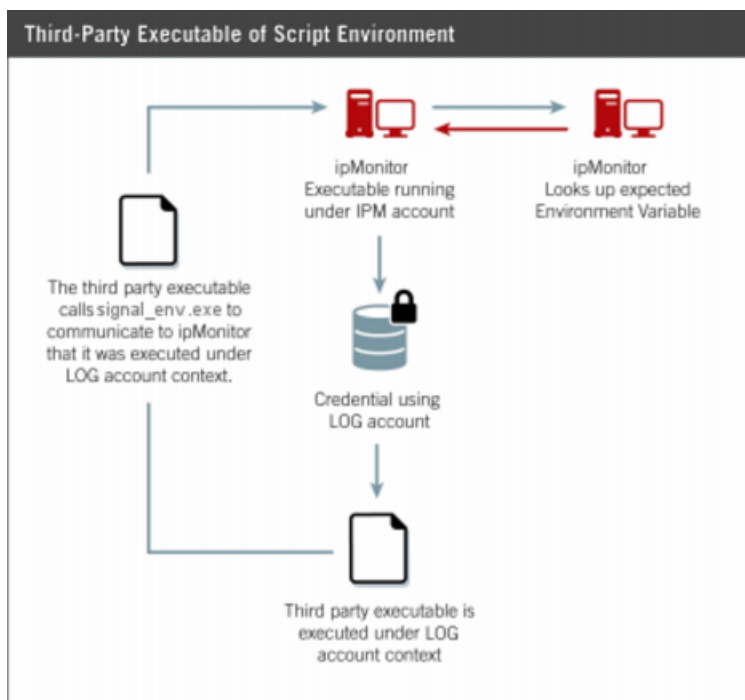 Third-Party Executable of Script Environment
ipMonitor
Executable running
under IPM account
ipMonitor
Looks up expected
Environment Variable
The third party executable
calls signal_env.exe to
communicate to ipMonitor
that it was executed under
LOG account context.
Credential using
LOG account
Third party executable is
executed under LOG
account context